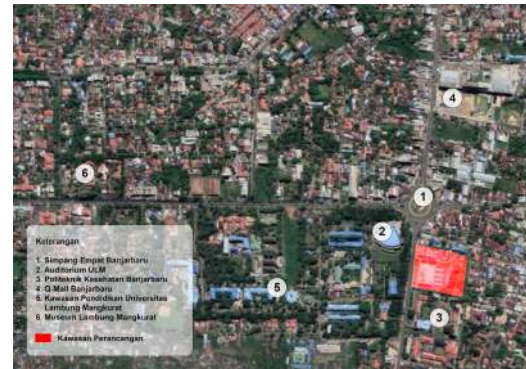 4
6
1
2
5
3
Keterangan
1. Simpang Empat Banjarbaru
2. Auditorium ULM
3. Politeknik Kesehatan Banjarbaru
4. Q-Mall Banjarbaru
5. Kawasan Pendidikan Universitas
Lambung Mangkurat
6. Museum Lambung Mangkurat
Kawasan Perancangan